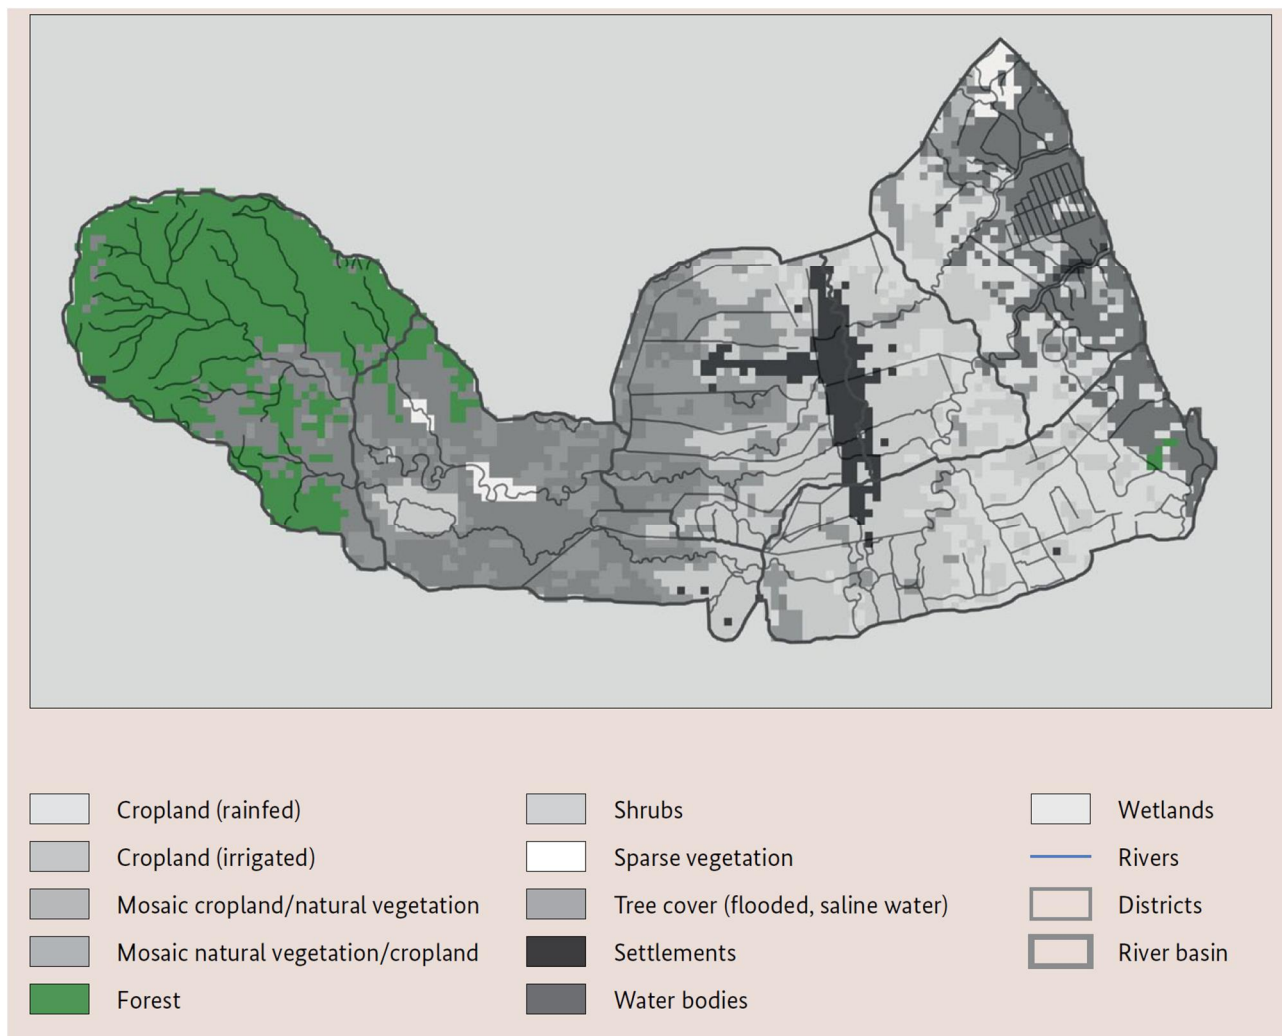 Cropland (rainfed)
Cropland (irrigated)
Mosaic cropland/natural vegetation
Mosaic natural vegetation/cropland
Forest
Shrubs
Sparse vegetation
Tree cover (flooded, saline water)
Settlements
Water bodies
Wetlands
Rivers
Districts
River basin